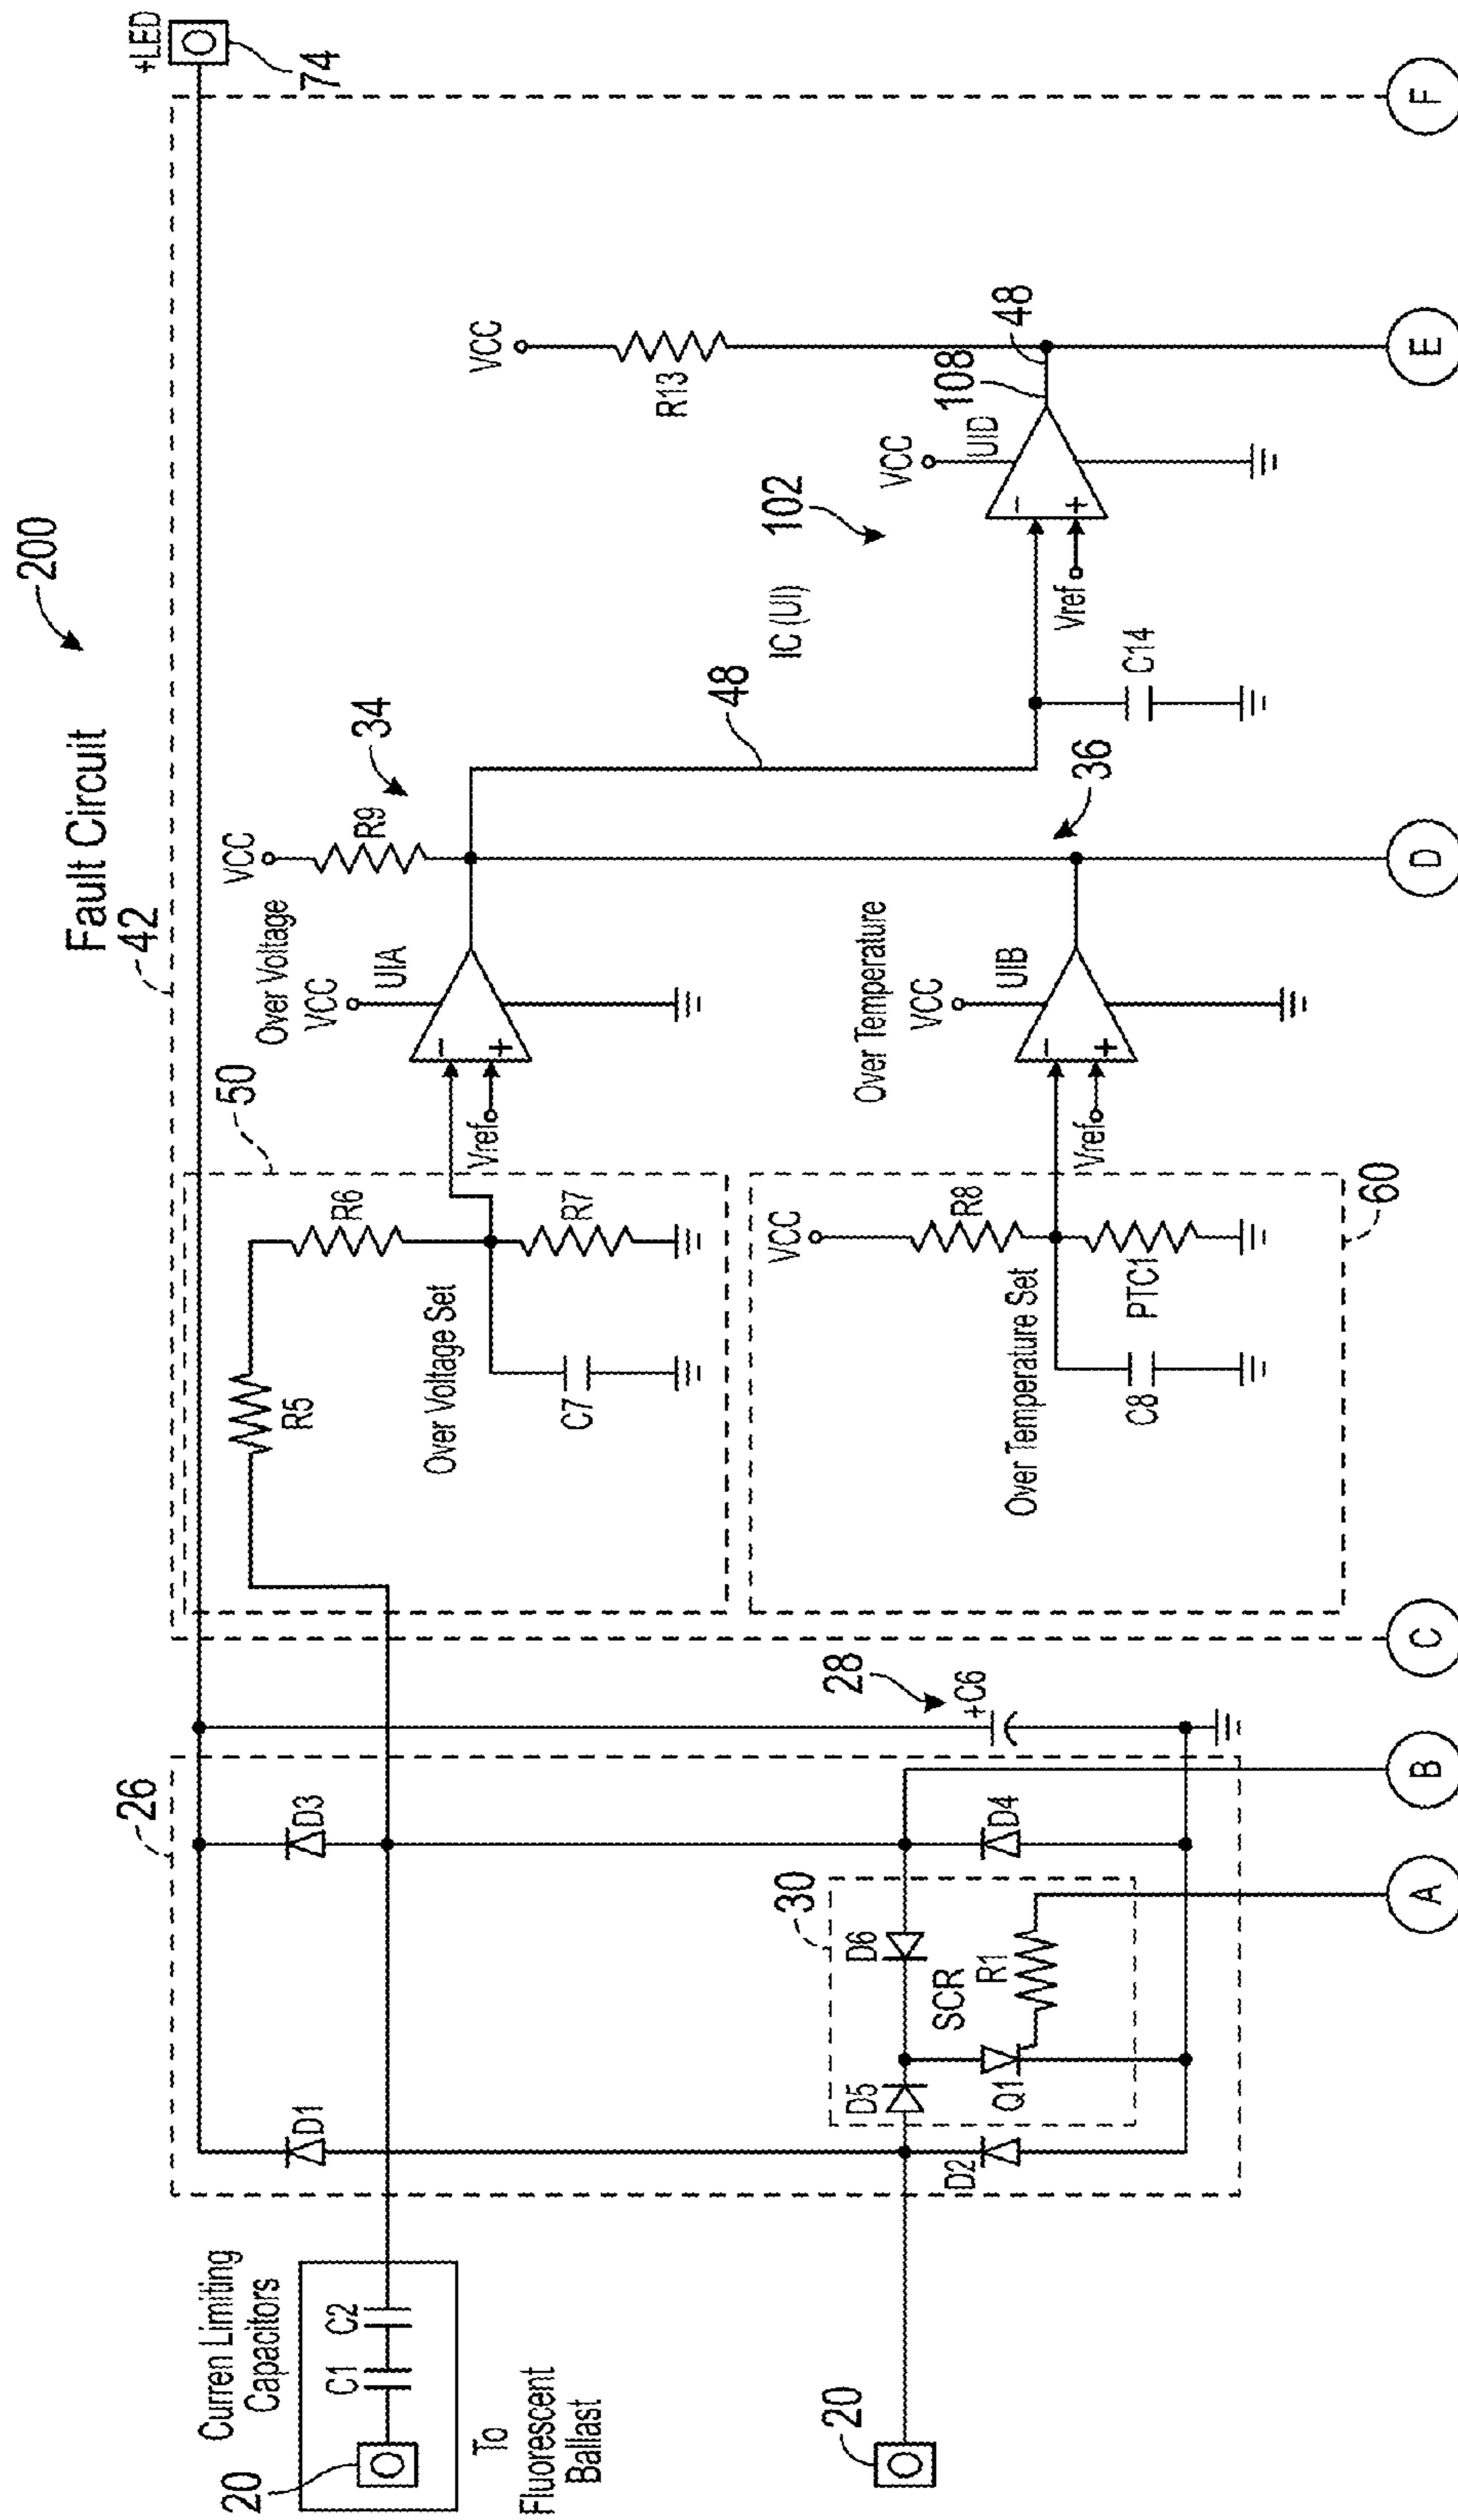 200
Fault Circuit
42
+LED
74
50
Over Voltage
VCC
UIA
VCC
R9
34
R5
R6
R7
C7
Over Voltage Set
Vref
48
VCC
R13
102
IC (UI)
VCC
UID
108
48
Vref
C14
36
Over Temperature
VCC
UIB
Vref
VCC
R8
PTC1
C8
Over Temperature Set
60
26
D1
D3
28
+C6
30
D5
D6
SCR
Q1
R1
D2
D4
Curren Limiting
Capacitors
C1
C2
20
To
Fluorescent
Ballast
20
A
B
C
D
E
F